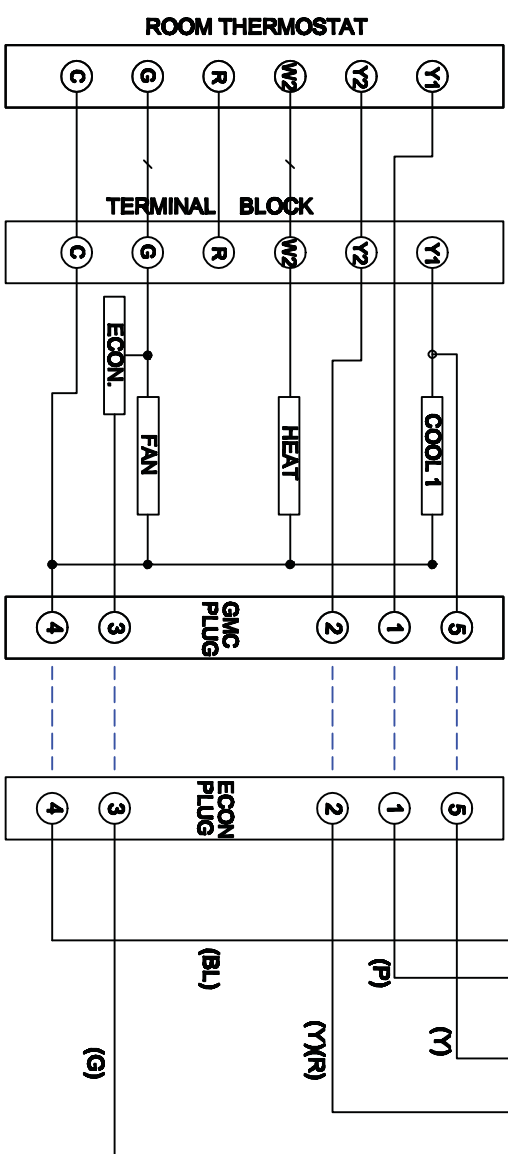 ROOM THERMOSTAT
C G R W2 Y2 Y1
TERMINAL BLOCK
C G R W2 Y2 Y1
ECON.
FAN
HEAT
COOL 1
GMC
PLUG
4 3 2 1 5
ECON
PLUG
4 3 2 1 5
(BL)
(P)
(Y)
(Y)(R)
(G)